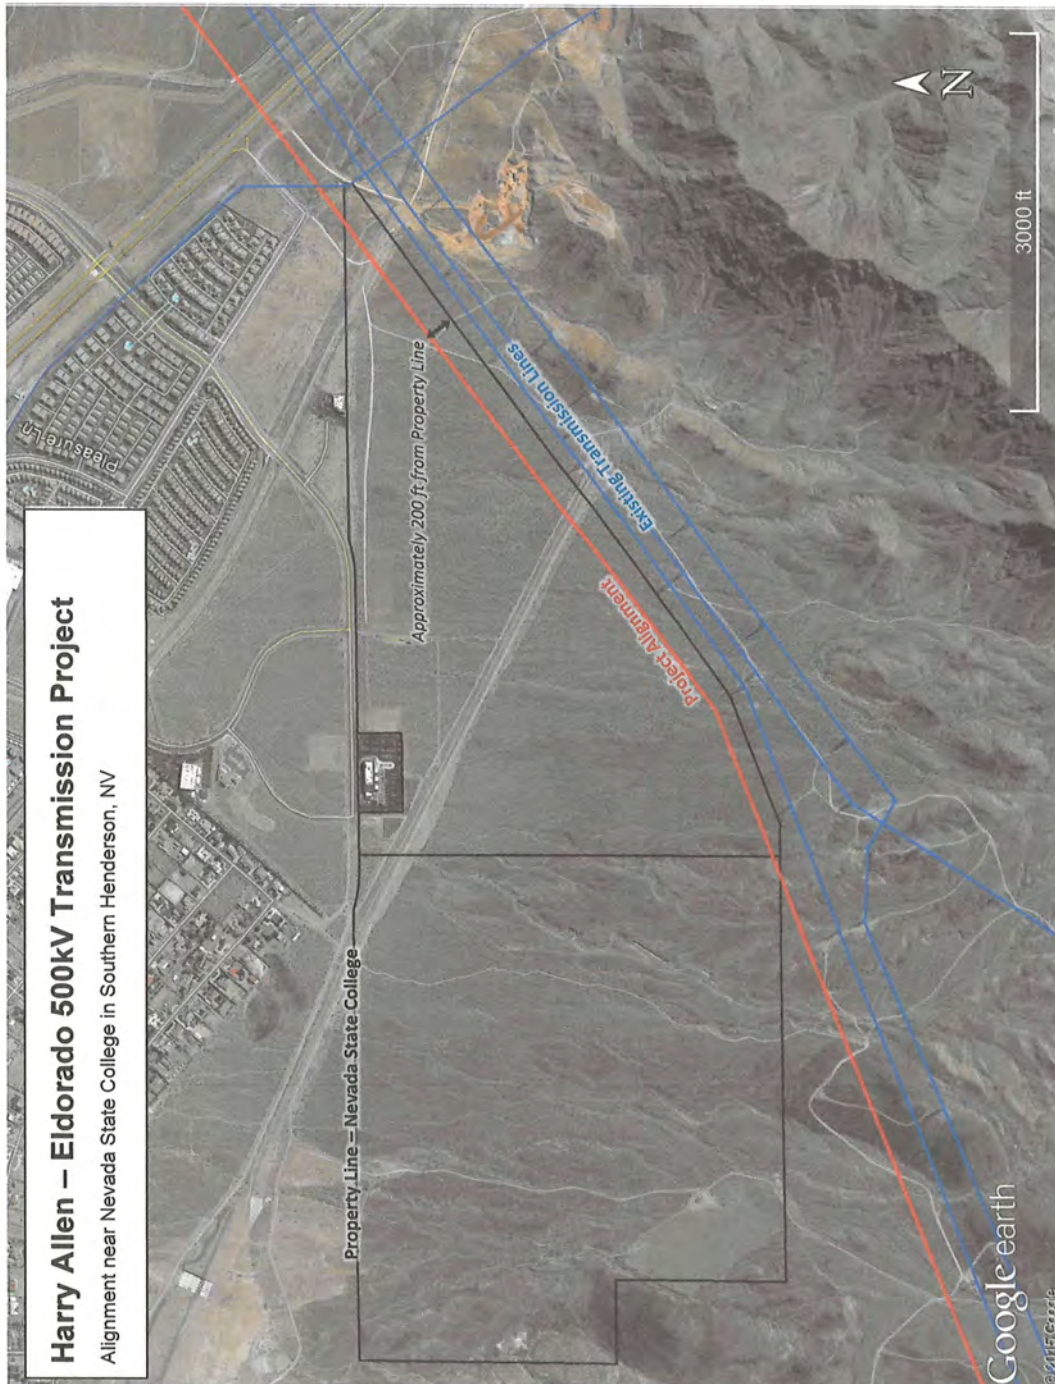 Harry Allen – Eldorado 500kV Transmission Project
Alignment near Nevada State College in Southern Henderson, NV
Pleasure Ln
Property Line – Nevada State College
Approximately 200 ft from Property Line
Project Alignment
Existing Transmission Lines
N
3000 ft
Google earth